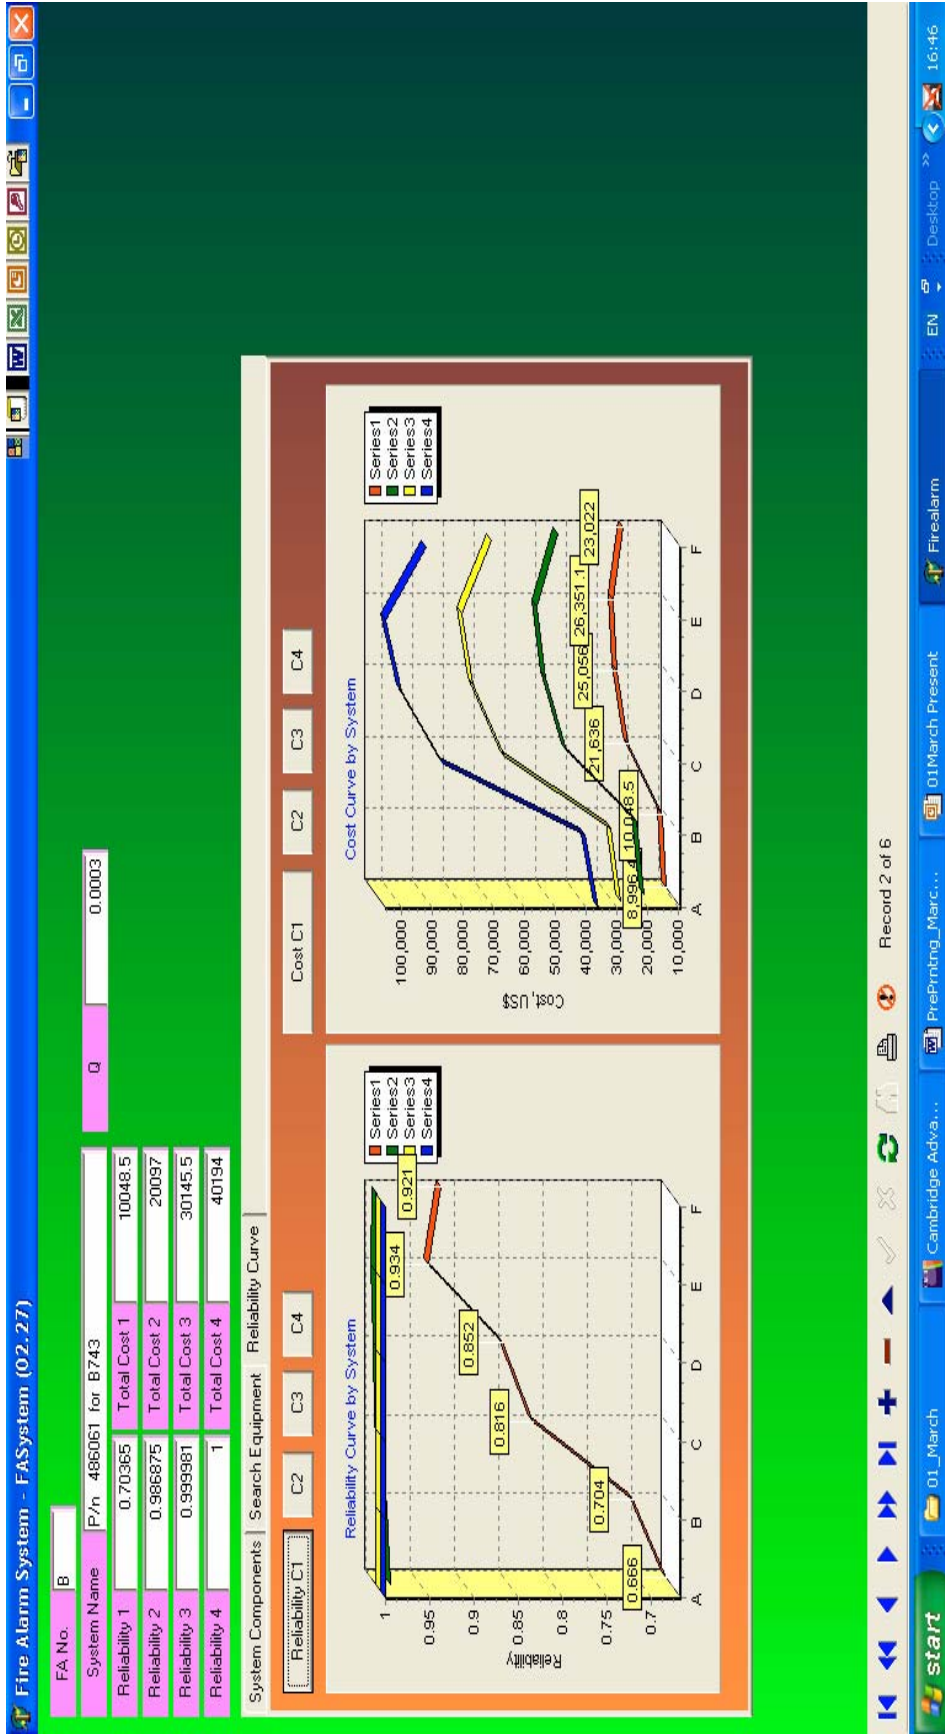 Fire Alarm System - FASystem (02.27)
FA No. B
System Name P/n 486061 for B743 Q 0.0003
Reliability 1 0.70365 Total Cost 1 10048.5
Reliability 2 0.986875 Total Cost 2 20097
Reliability 3 0.999981 Total Cost 3 30145.5
Reliability 4 1 Total Cost 4 40194
System Components Search Equipment Reliability Curve
Reliability C1 C2 C3 C4 Cost C1 C2 C3 C4
Reliability Curve by System
Series1
Series2
Series3
Series4
1
0.95
0.9
0.85
0.8
0.75
0.7
Reliability
0.666
0.704
0.816
0.852
0.934
0.921
A B C D E F
Cost Curve by System
Series1
Series2
Series3
Series4
100,000
90,000
80,000
70,000
60,000
50,000
40,000
30,000
20,000
10,000
Cost, US$
10,048.5
21,636
25,056
26,351.1
23,022
A B C D E F
Record 2 of 6
start 01_March Cambridge Adva... PrePrntng_Marc... 01March Present Firealarm EN Desktop » 16:46